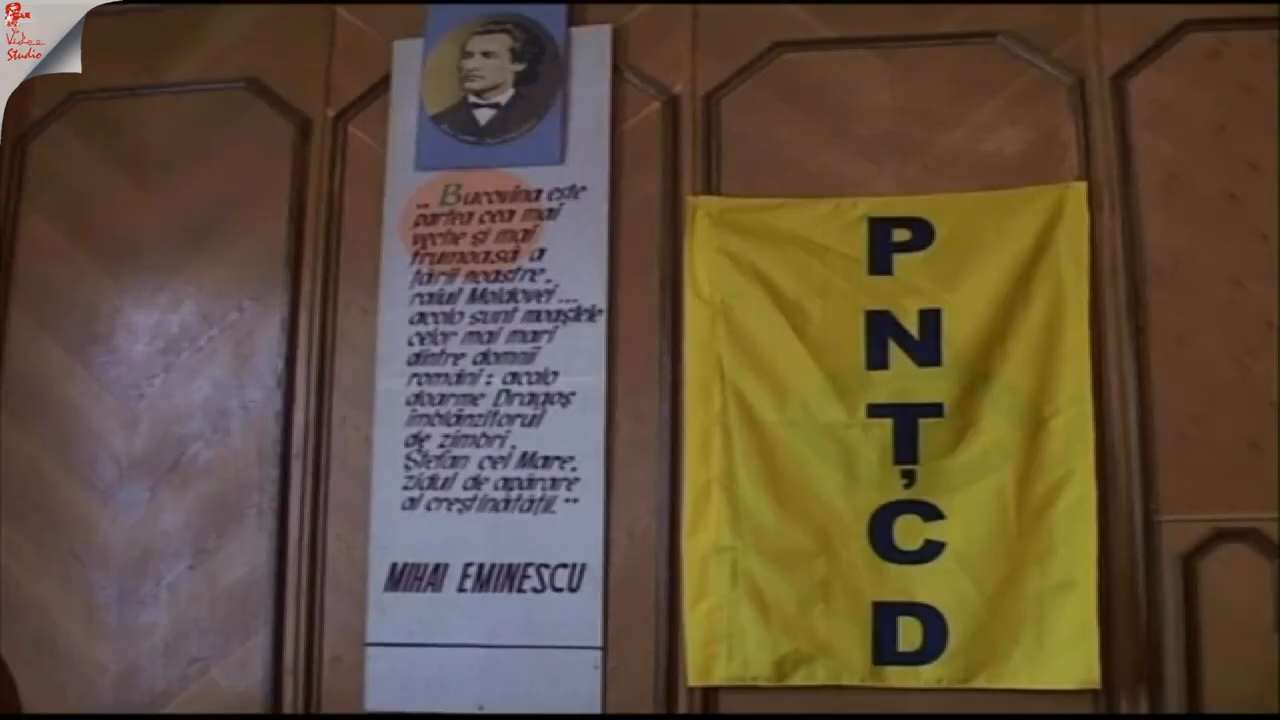 Video
Studio
„Bucovina este
partea cea mai
veche și mai
frumoasă a
țării noastre,
raiul Moldovei...
acolo sunt moaștele
celor mai mari
dintre domnii
români: acolo
doarme Dragoș
îmblânzitorul
de zimbri,
Ștefan cel Mare,
zidul de apărare
al creștinătății.”
MIHAI EMINESCU
P
N
Ț
C
D